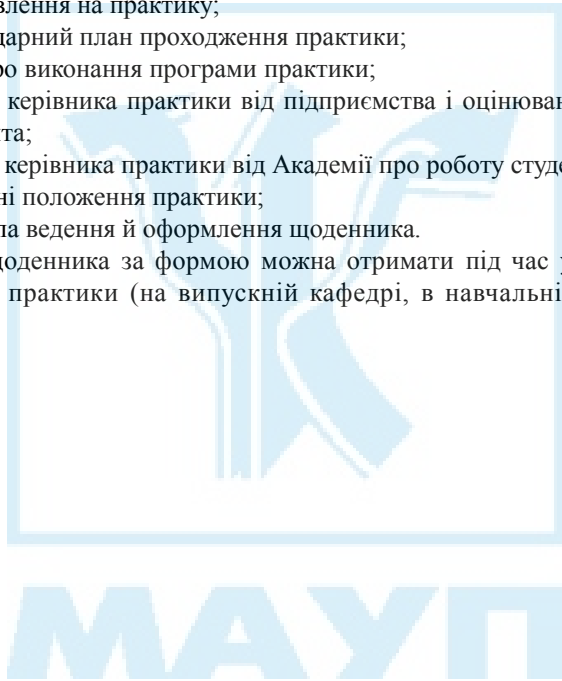 влення на практику;
дарний план проходження практики;
ро виконання програми практики;
керівника практики від підприємства і оцінюван
та;
керівника практики від Академії про роботу студе
ні положення практики;
ла ведення й оформлення щоденника.
щоденника за формою можна отримати під час у
практики (на випускній кафедрі, в навчальні
МАУП